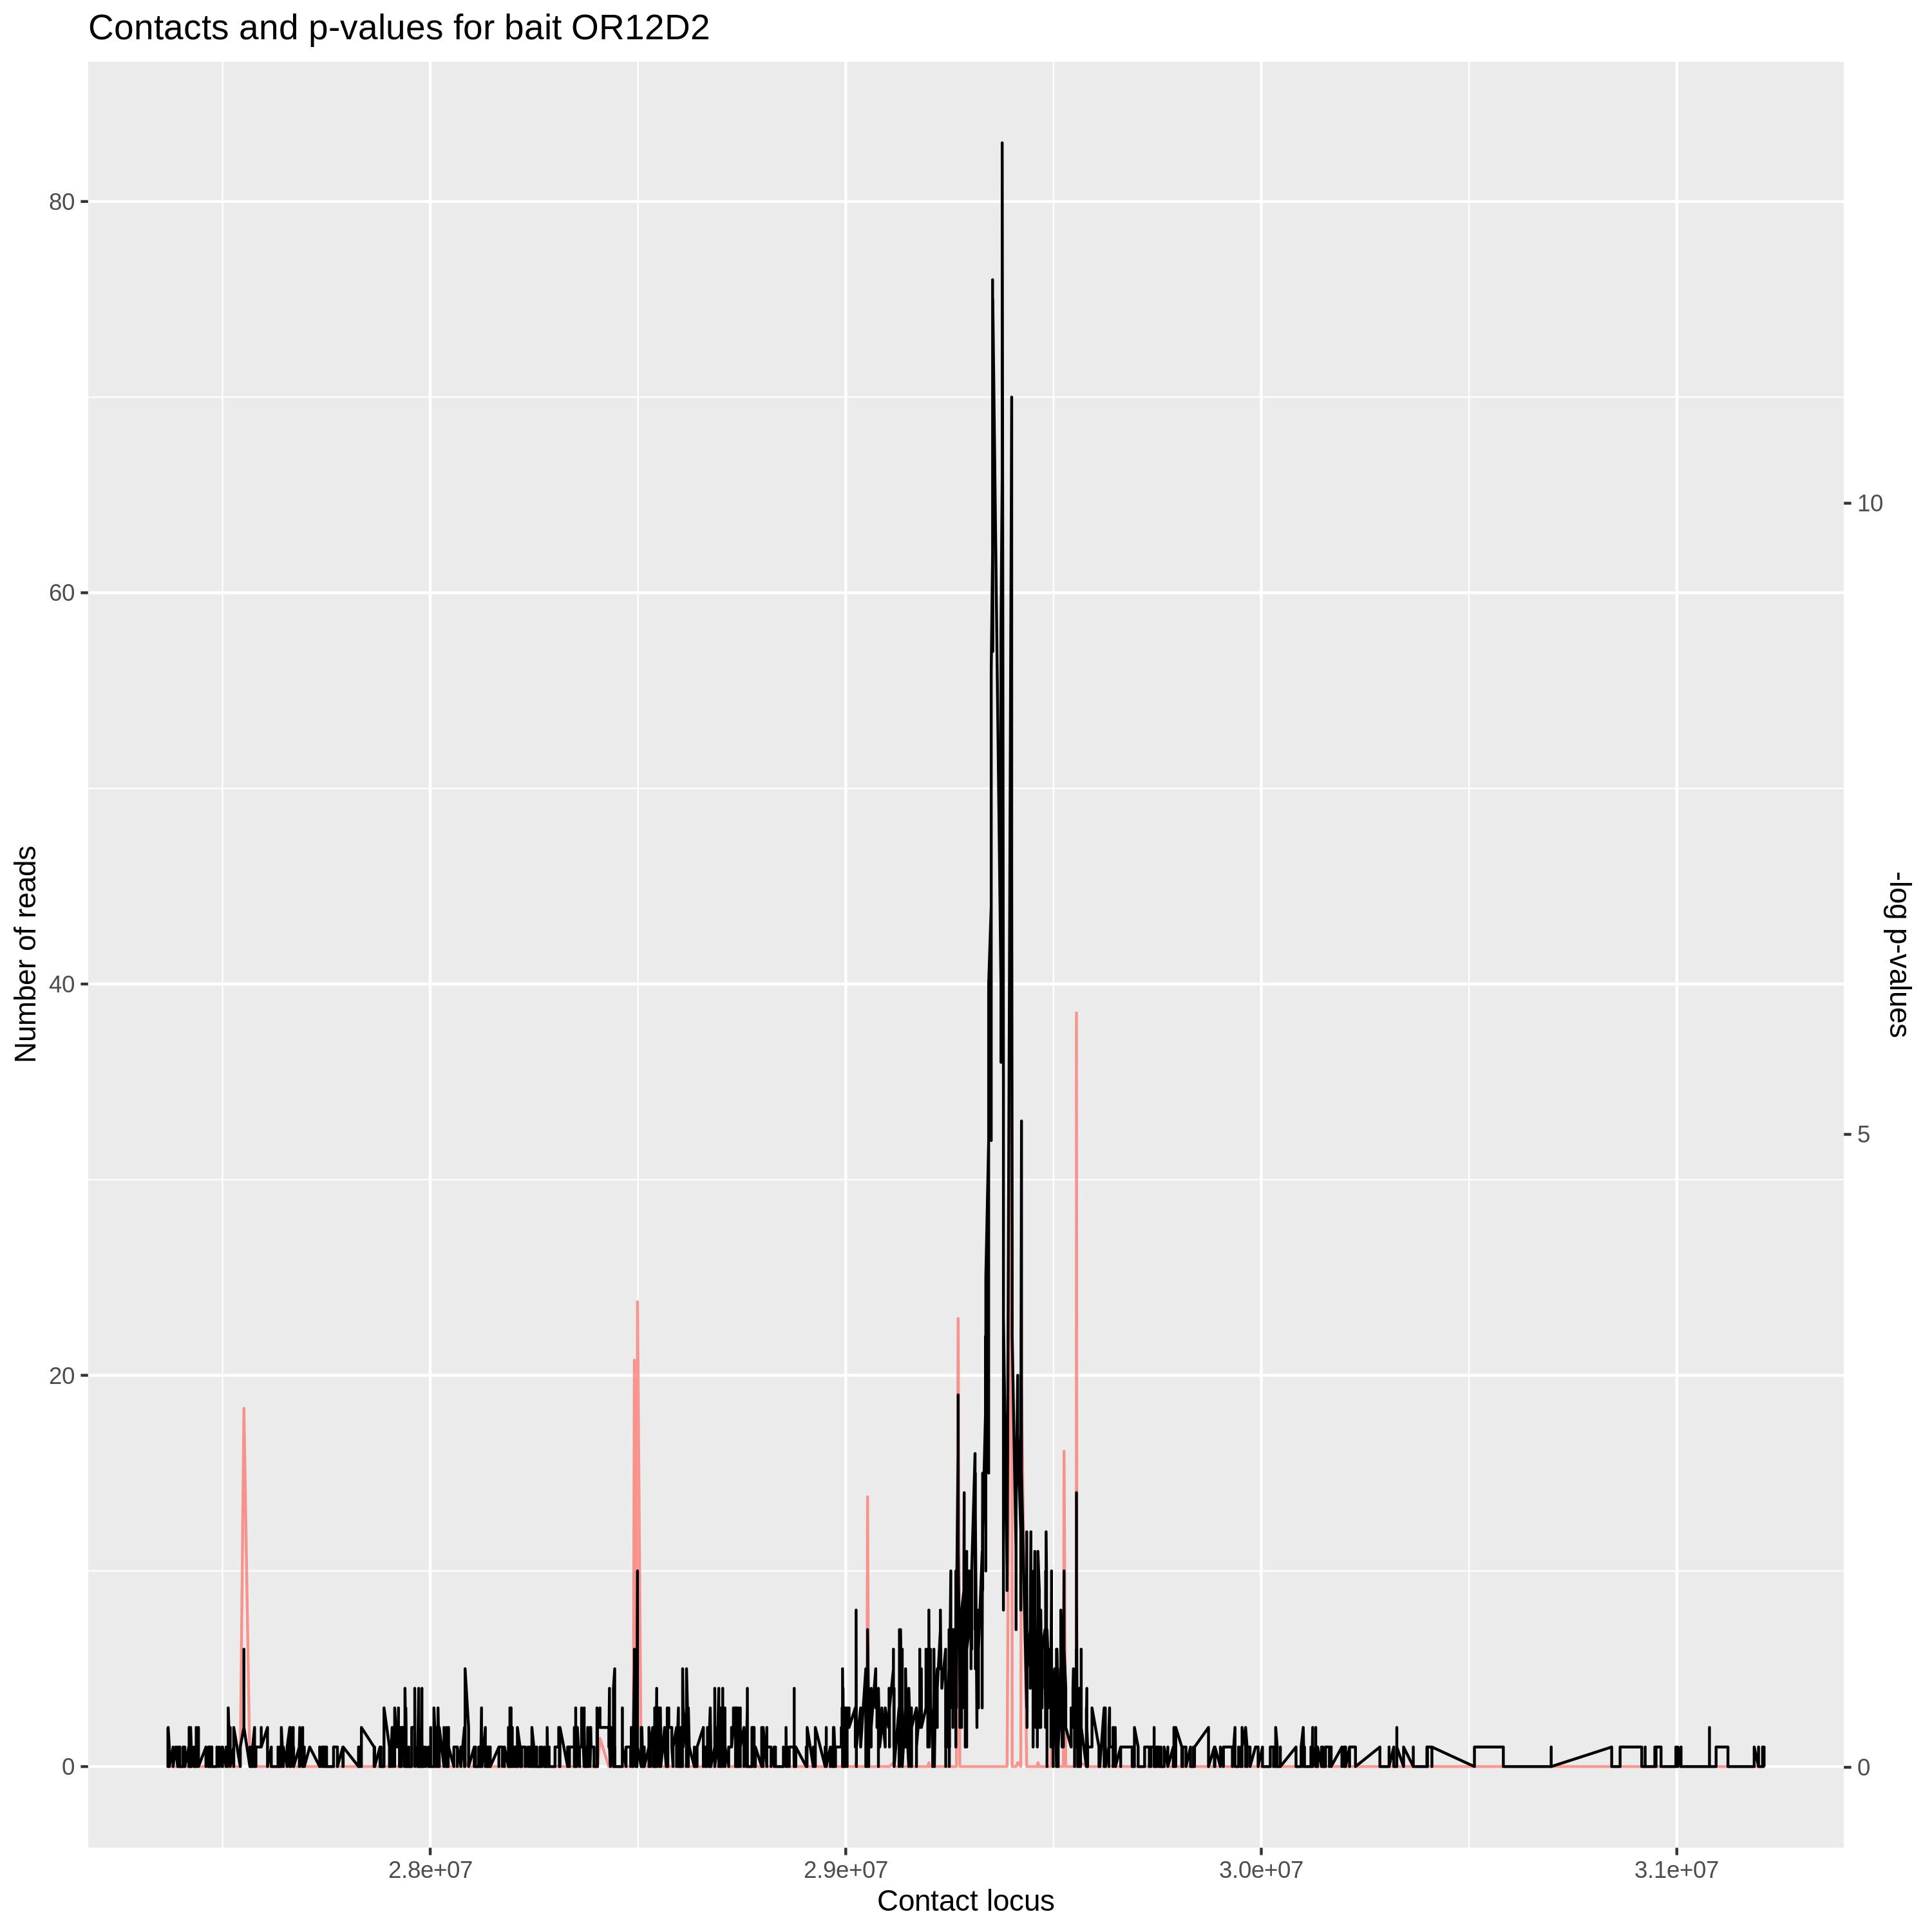 Contacts and p-values for bait OR12D2
80
60
40
20
0
10
5
0
Number of reads
-log p-values
2.8e+07 2.9e+07 3.0e+07 3.1e+07
Contact locus